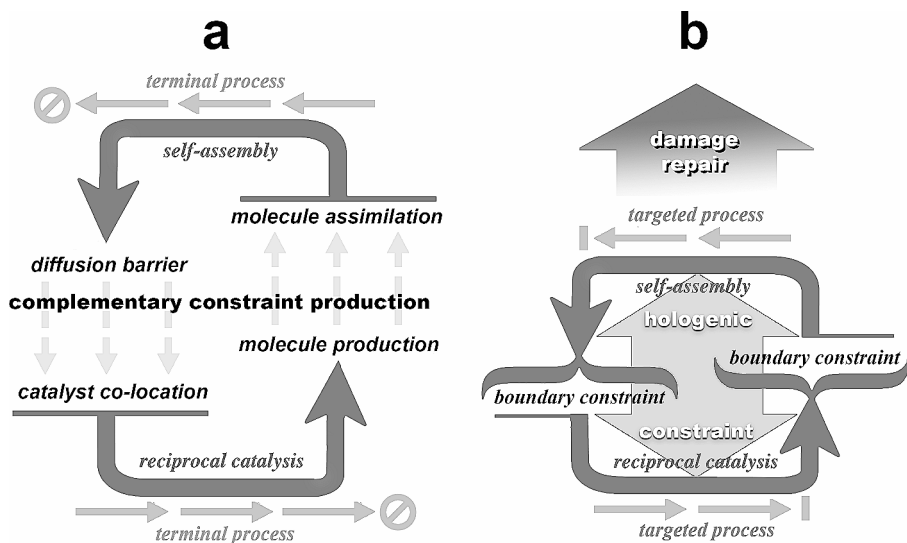 a
terminal process
self-assembly
molecule assimilation
diffusion barrier
complementary constraint production
molecule production
catalyst co-location
reciprocal catalysis
terminal process
b
damage
repair
targeted process
self-assembly
hologenic
boundary constraint
boundary constraint
constraint
reciprocal catalysis
targeted process